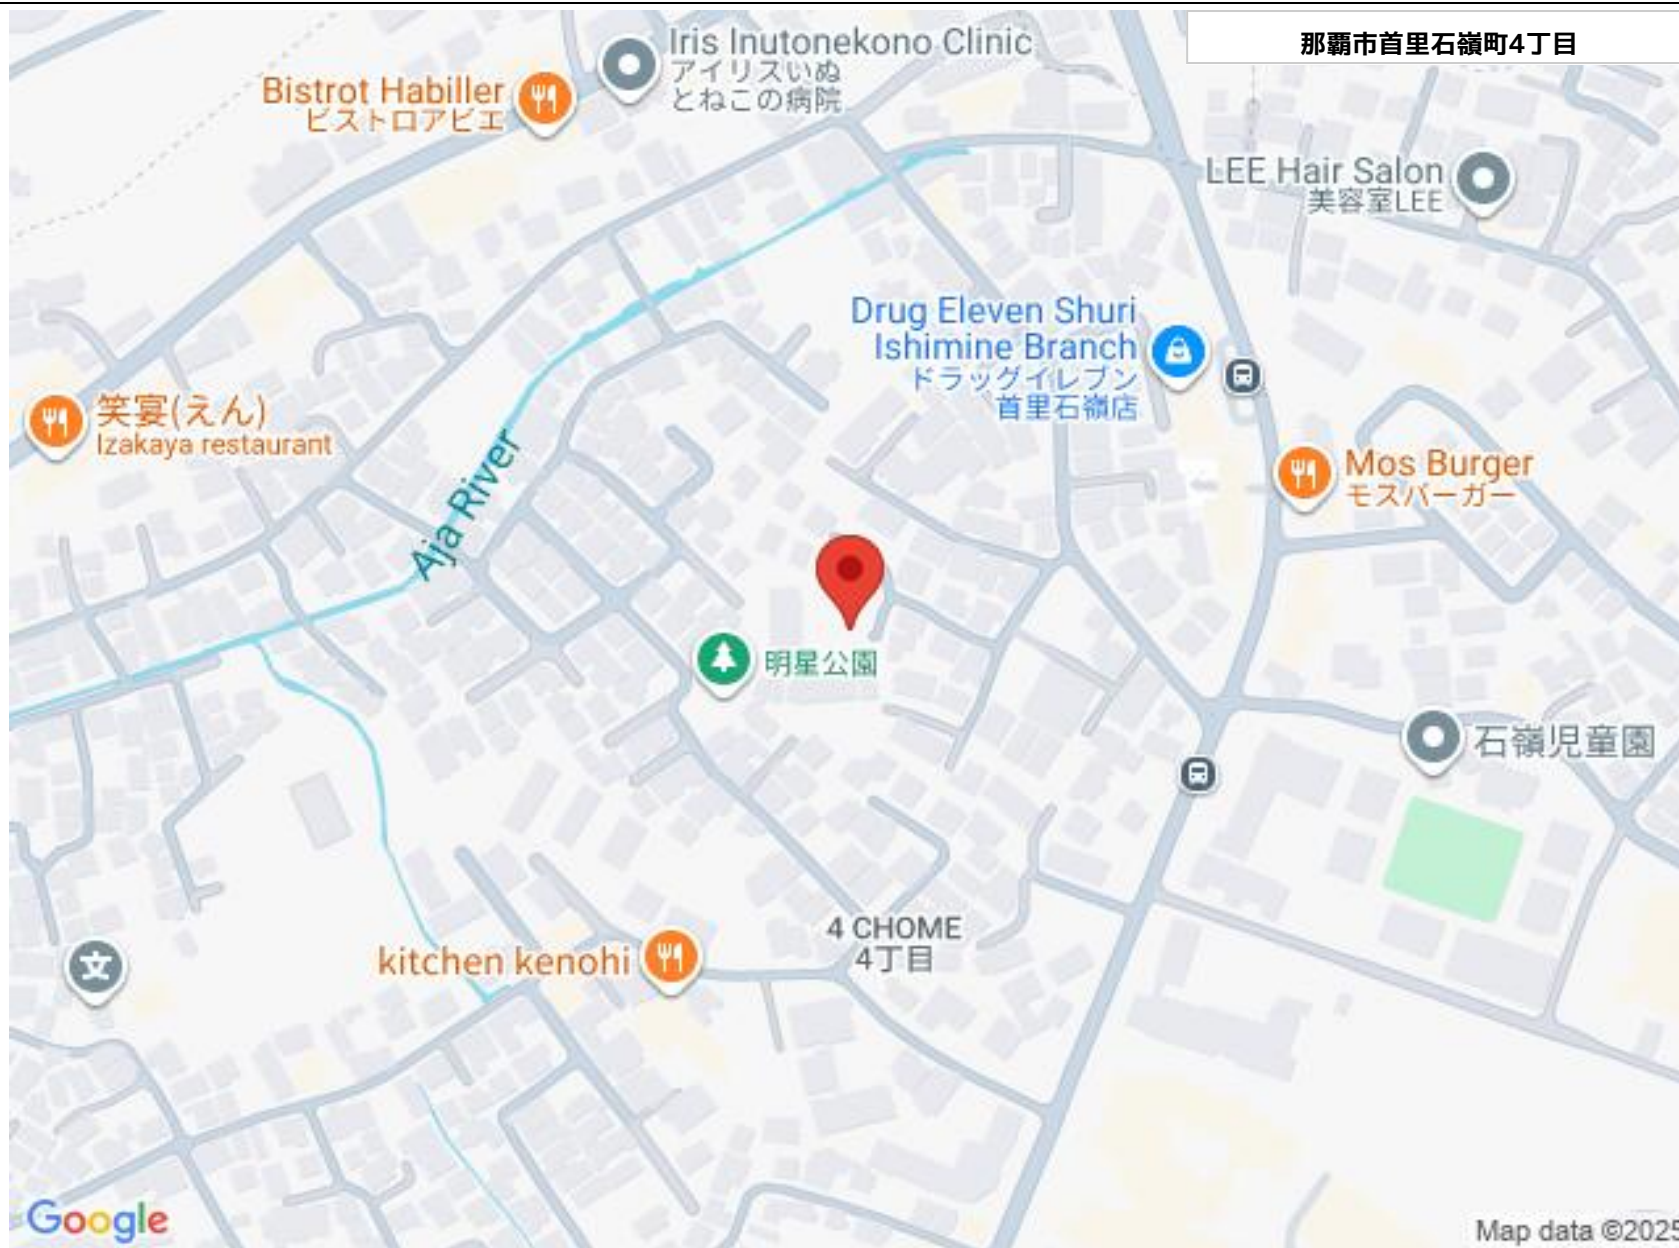 那覇市首里石嶺町4丁目
Iris Inutonekono Clinic
アイリスいぬ
とねこの病院
Bistrot Habiller
ビストロアビエ
LEE Hair Salon
美容室LEE
Drug Eleven Shuri
Ishimine Branch
ドラッグイレブン
首里石嶺店
笑宴(えん)
Izakaya restaurant
Aja River
Mos Burger
モスバーガー
明星公園
石嶺児童園
文
4 CHOME
4丁目
kitchen kenohi
Google
Map data ©2025